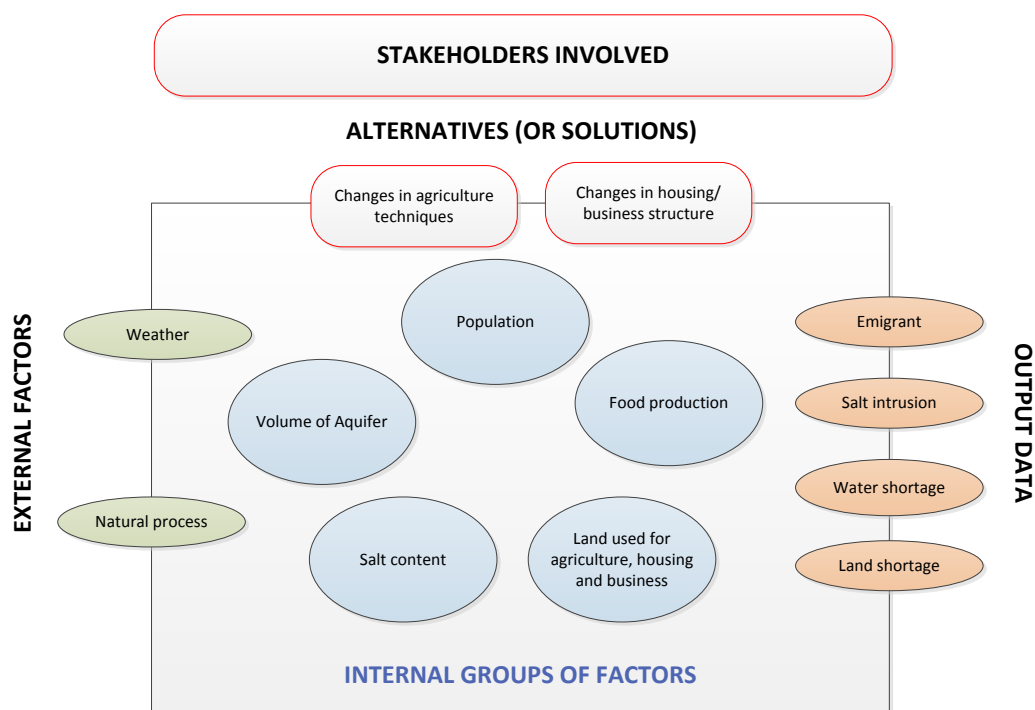 STAKEHOLDERS INVOLVED
ALTERNATIVES (OR SOLUTIONS)
Changes in agriculture
techniques
Changes in housing/
business structure
EXTERNAL FACTORS
Weather
Natural process
Population
Volume of Aquifer
Food production
Salt content
Land used for
agriculture, housing
and business
INTERNAL GROUPS OF FACTORS
Emigrant
Salt intrusion
Water shortage
Land shortage
OUTPUT DATA